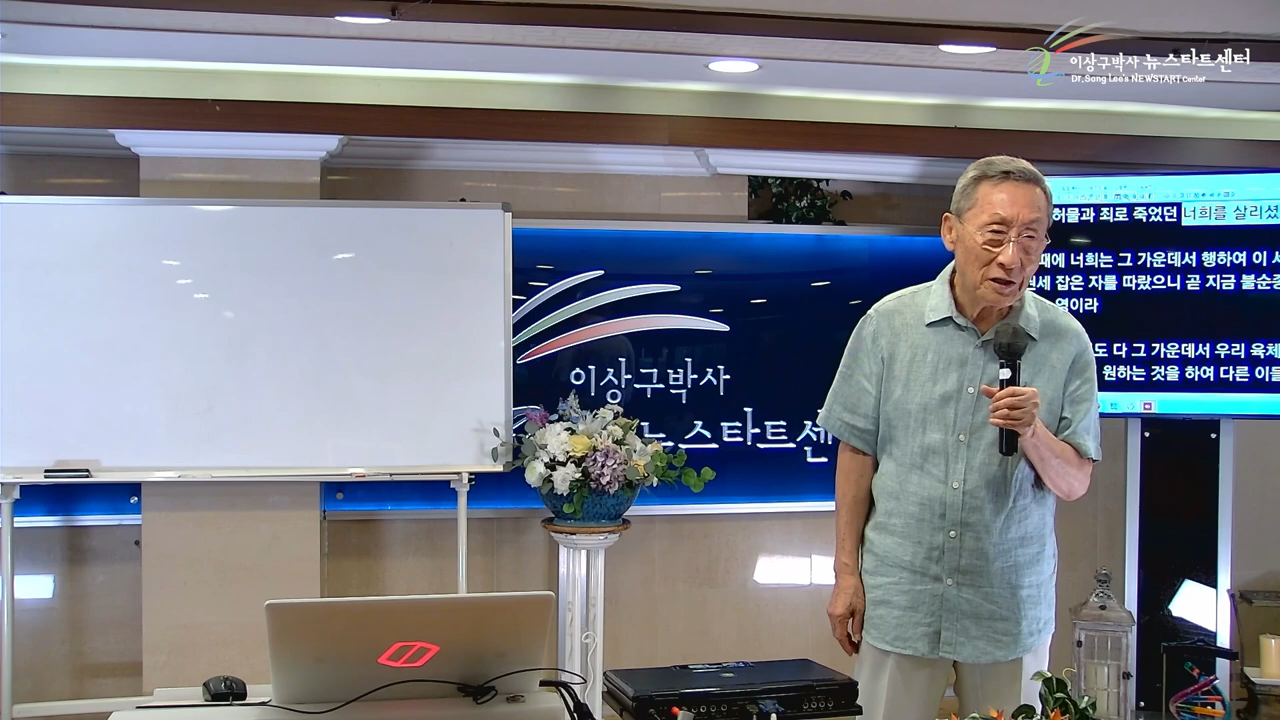 이상구박사 뉴스타트센터
Dr. Sang Lee's NEWSTART Center
허물과 죄로 죽었던 너희를 살리셨
때에 너희는 그 가운데서 행하여 이 세
권세 잡은 자를 따랐으니 곧 지금 불순종
영이라
도 다 그 가운데서 우리 육체
원하는 것을 하여 다른 이들
이상구박사
뉴스타트센